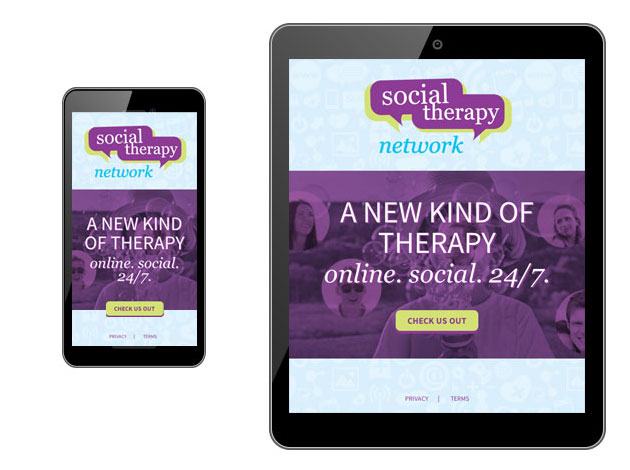 social
therapy
network
A NEW KIND
OF THERAPY
online. social.
24/7.
CHECK US OUT
PRIVACY | TERMS
social
therapy
network
A NEW KIND OF
THERAPY
online. social. 24/7.
CHECK US OUT
PRIVACY | TERMS